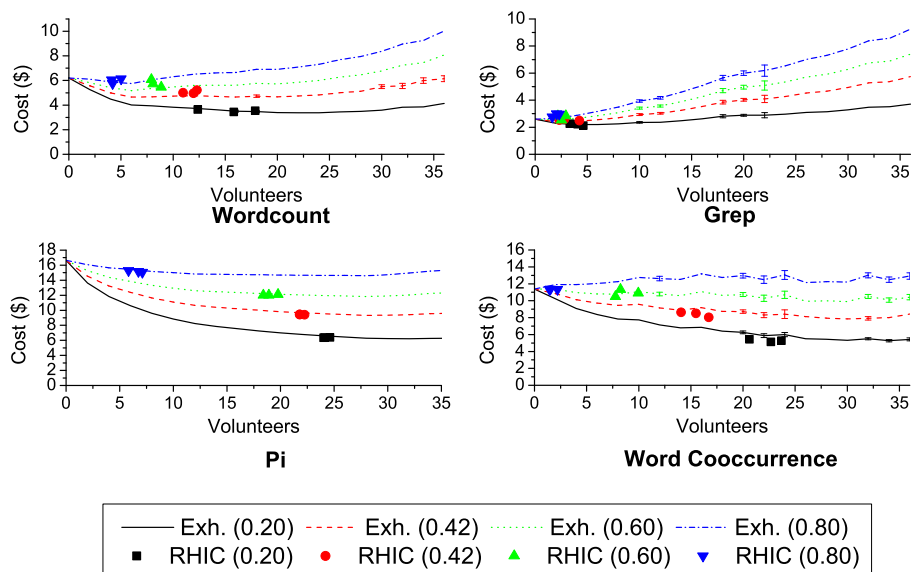 10
8
6
4
2
0
Cost ($)
0 5 10 15 20 25 30 35
Volunteers
Wordcount
10
8
6
4
2
0
Cost ($)
0 5 10 15 20 25 30 35
Volunteers
Grep
18
16
14
12
10
8
6
4
2
0
Cost ($)
0 5 10 15 20 25 30 35
Volunteers
Pi
16
14
12
10
8
6
4
2
0
Cost ($)
0 5 10 15 20 25 30 35
Volunteers
Word Cooccurrence
Exh. (0.20) Exh. (0.42) Exh. (0.60) Exh. (0.80)
RHIC (0.20) RHIC (0.42) RHIC (0.60) RHIC (0.80)